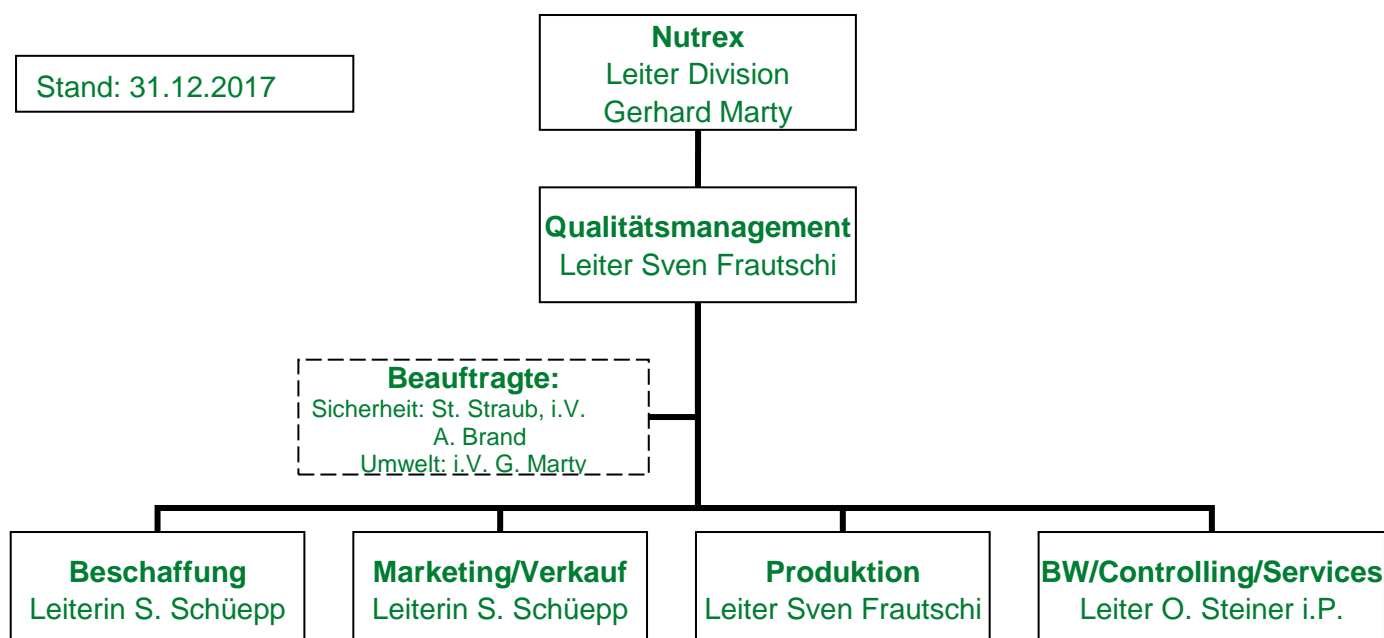 Stand: 31.12.2017
Nutrex
Leiter Division
Gerhard Marty
Qualitätsmanagement
Leiter Sven Frautschi
Beauftragte:
Sicherheit: St. Straub, i.V.
A. Brand
Umwelt: i.V. G. Marty
Beschaffung
Leiterin S. Schüepp
Marketing/Verkauf
Leiterin S. Schüepp
Produktion
Leiter Sven Frautschi
BW/Controlling/Services
Leiter O. Steiner i.P.